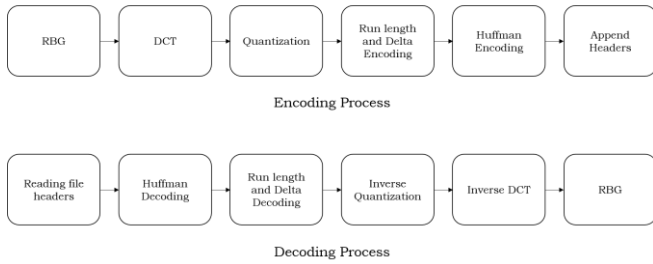 RBG
DCT
Quantization
Run length
and Delta
Encoding
Huffman
Encoding
Append
Headers
Encoding Process
Reading file
headers
Huffman
Decoding
Run length
and Delta
Decoding
Inverse
Quantization
Inverse DCT
RBG
Decoding Process